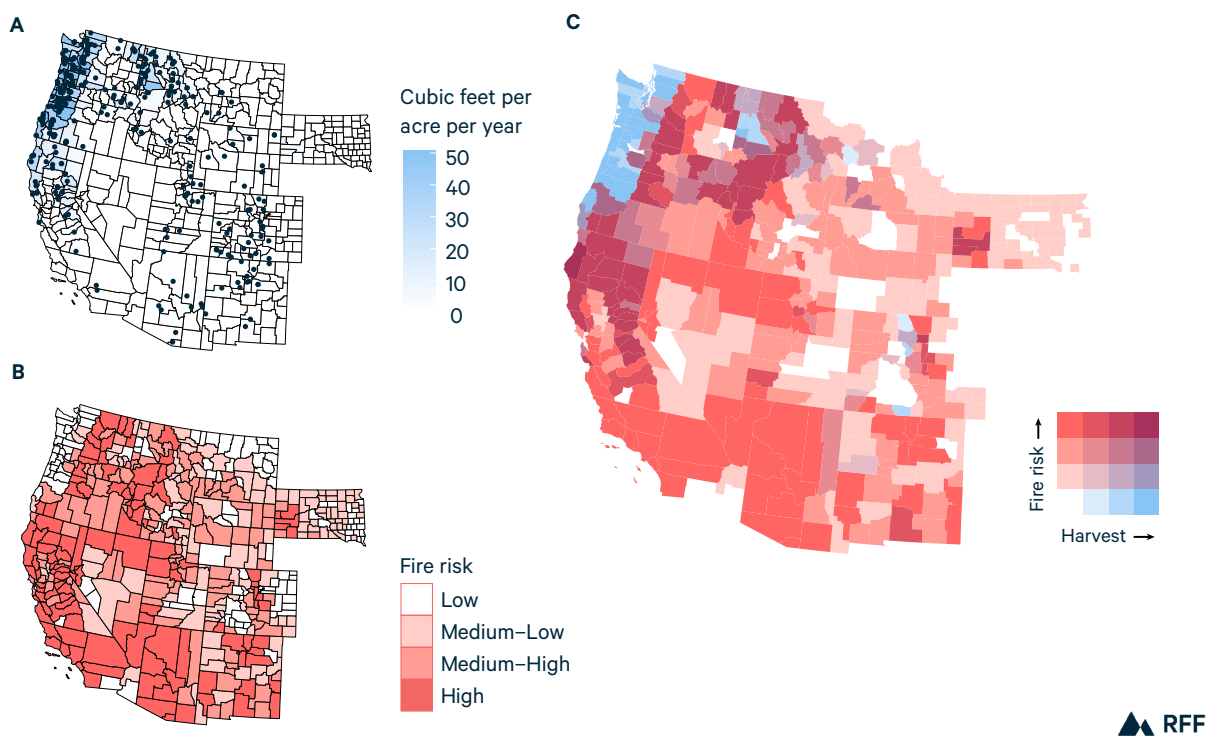 A
Cubic feet per
acre per year
50
40
30
20
10
0
B
Fire risk
Low
Medium–Low
Medium–High
High
C
Fire risk
Harvest
RFF